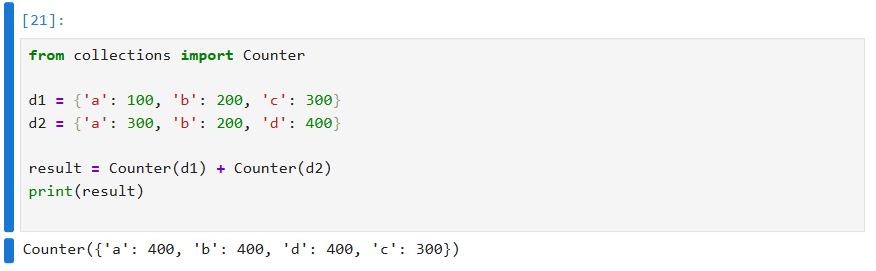 [21]:
from collections import Counter
d1 = {'a': 100, 'b': 200, 'c': 300}
d2 = {'a': 300, 'b': 200, 'd': 400}
result = Counter(d1) + Counter(d2)
print(result)
Counter({'a': 400, 'b': 400, 'd': 400, 'c': 300})